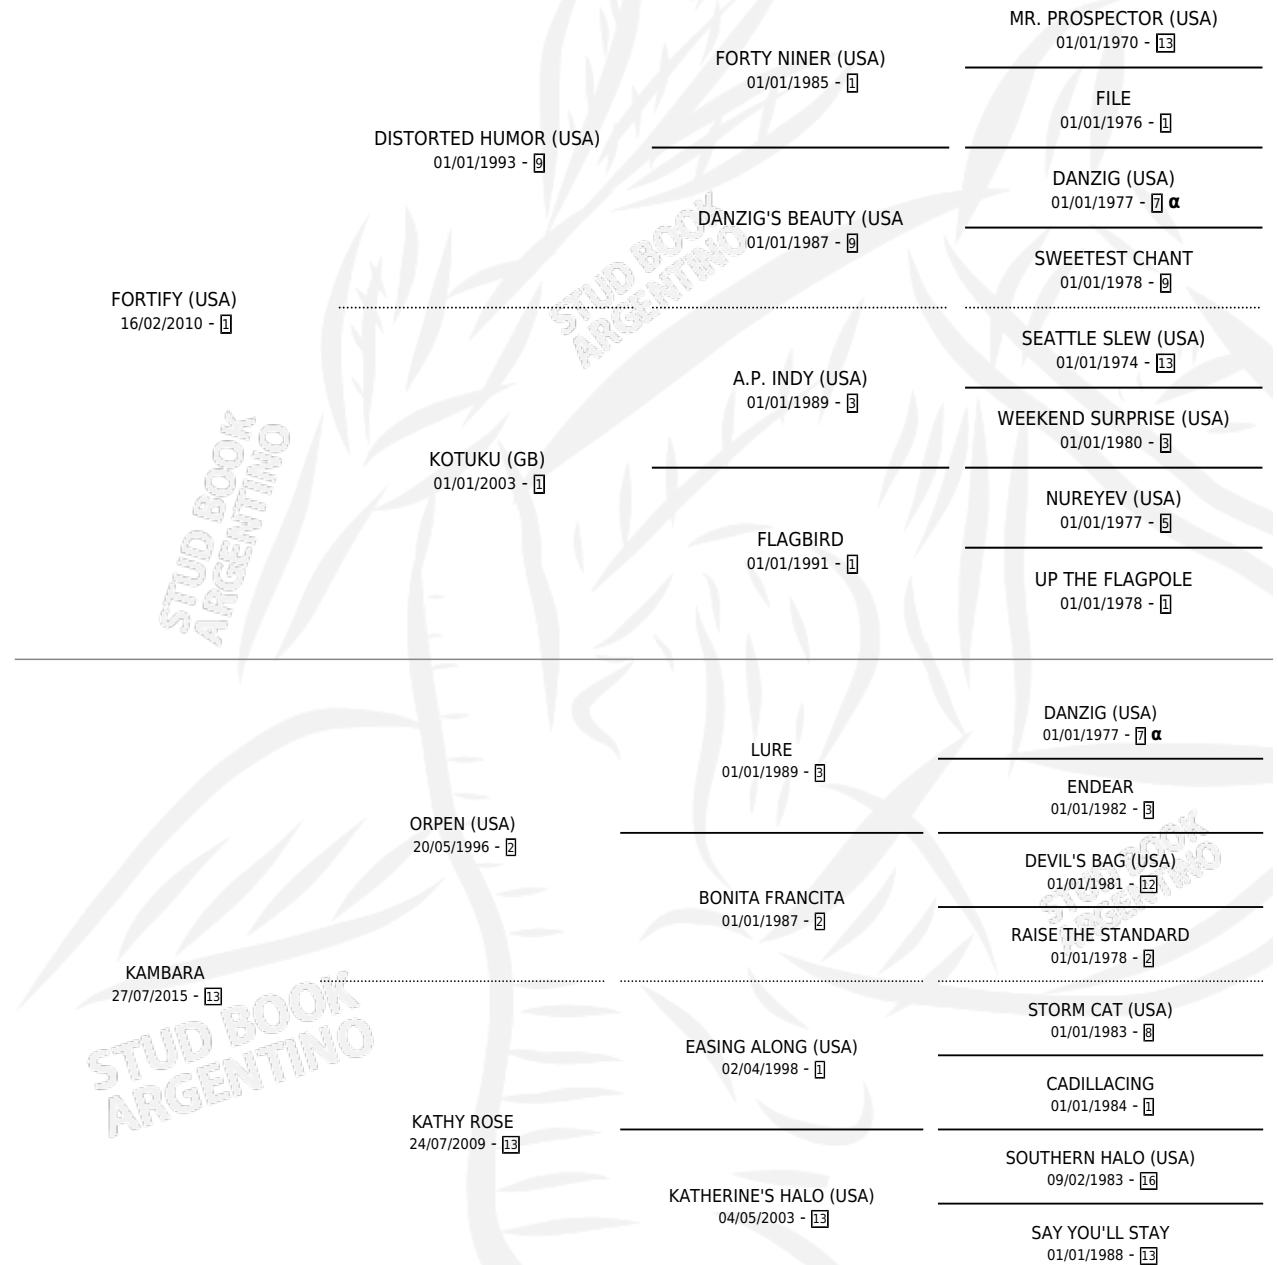 MR. PROSPECTOR (USA)
01/01/1970 - 13
FORTY NINER (USA)
01/01/1985 - 1
FILE
01/01/1976 - 1
DISTORTED HUMOR (USA)
01/01/1993 - 9
DANZIG (USA)
01/01/1977 - 7 α
DANZIG'S BEAUTY (USA
01/01/1987 - 9
SWEETEST CHANT
01/01/1978 - 9
FORTIFY (USA)
16/02/2010 - 1
SEATTLE SLEW (USA)
01/01/1974 - 13
A.P. INDY (USA)
01/01/1989 - 3
WEEKEND SURPRISE (USA)
01/01/1980 - 3
KOTUKU (GB)
01/01/2003 - 1
NUREYEV (USA)
01/01/1977 - 5
FLAGBIRD
01/01/1991 - 1
UP THE FLAGPOLE
01/01/1978 - 1
DANZIG (USA)
01/01/1977 - 7 α
LURE
01/01/1989 - 3
ENDEAR
01/01/1982 - 3
ORPEN (USA)
20/05/1996 - 2
DEVIL'S BAG (USA)
01/01/1981 - 12
BONITA FRANCITA
01/01/1987 - 2
RAISE THE STANDARD
01/01/1978 - 2
KAMBARA
27/07/2015 - 13
STORM CAT (USA)
01/01/1983 - 8
EASING ALONG (USA)
02/04/1998 - 1
CADILLACING
01/01/1984 - 1
KATHY ROSE
24/07/2009 - 13
SOUTHERN HALO (USA)
09/02/1983 - 16
KATHERINE'S HALO (USA)
04/05/2003 - 13
SAY YOU'LL STAY
01/01/1988 - 13
STUD BOOK
ARGENTINO
STUD BOOK
ARGENTINO
STUD BOOK
ARGENTINO
STUD BOOK
ARGENTINO